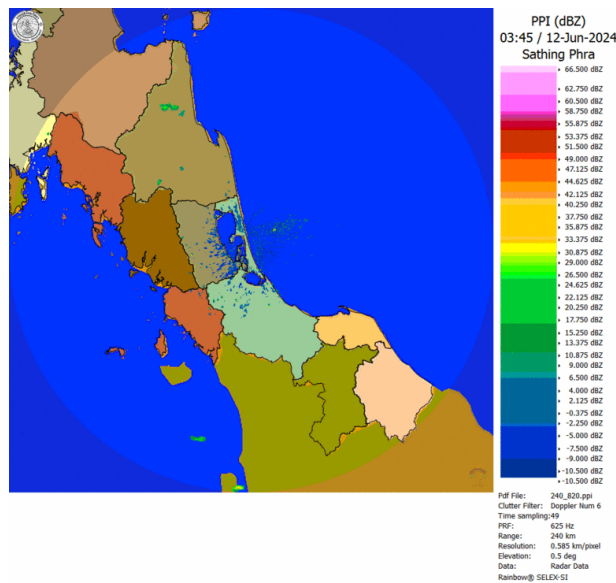 PPI (dBZ)
03:45 / 12-Jun-2024
Sathing Phra
66.500 dBZ
62.750 dBZ
60.500 dBZ
58.750 dBZ
55.875 dBZ
53.375 dBZ
51.500 dBZ
49.000 dBZ
47.125 dBZ
44.625 dBZ
42.125 dBZ
40.250 dBZ
37.750 dBZ
35.875 dBZ
33.375 dBZ
30.875 dBZ
29.000 dBZ
26.500 dBZ
24.625 dBZ
22.125 dBZ
20.250 dBZ
17.750 dBZ
15.250 dBZ
13.375 dBZ
10.875 dBZ
9.000 dBZ
6.500 dBZ
4.000 dBZ
2.125 dBZ
-0.375 dBZ
-2.250 dBZ
-5.000 dBZ
-7.500 dBZ
-9.000 dBZ
-10.500 dBZ
-10.500 dBZ
Pdf File: 240_820.ppi
Clutter Filter: Doppler Num 6
Time sampling:49
PRF: 625 Hz
Range: 240 km
Resolution: 0.585 km/pixel
Elevation: 0.5 deg
Data: Radar Data
Rainbow® SELEX-SI